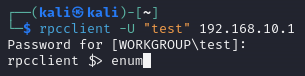 ┌──(kali㉿kali)-[~]
└─$ rpcclient -U "test" 192.168.10.1
Password for [WORKGROUP\test]:
rpcclient $> enum